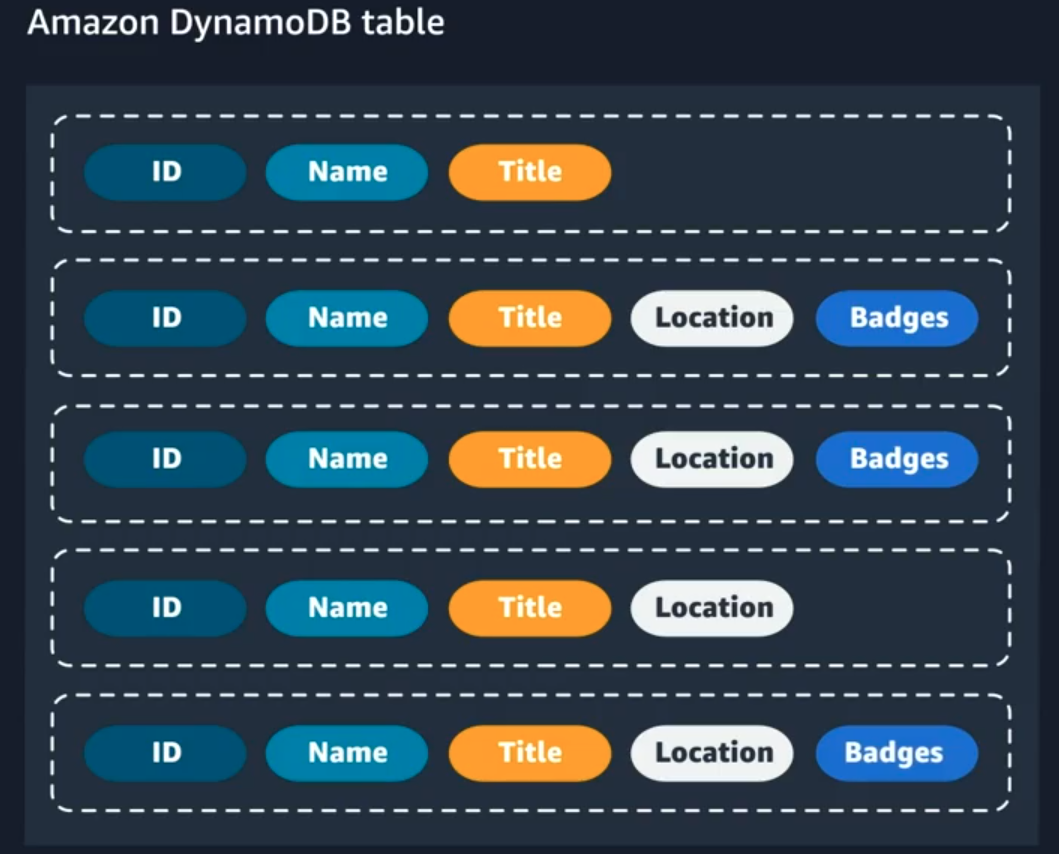 Amazon DynamoDB table
ID Name Title
ID Name Title Location Badges
ID Name Title Location Badges
ID Name Title Location
ID Name Title Location Badges